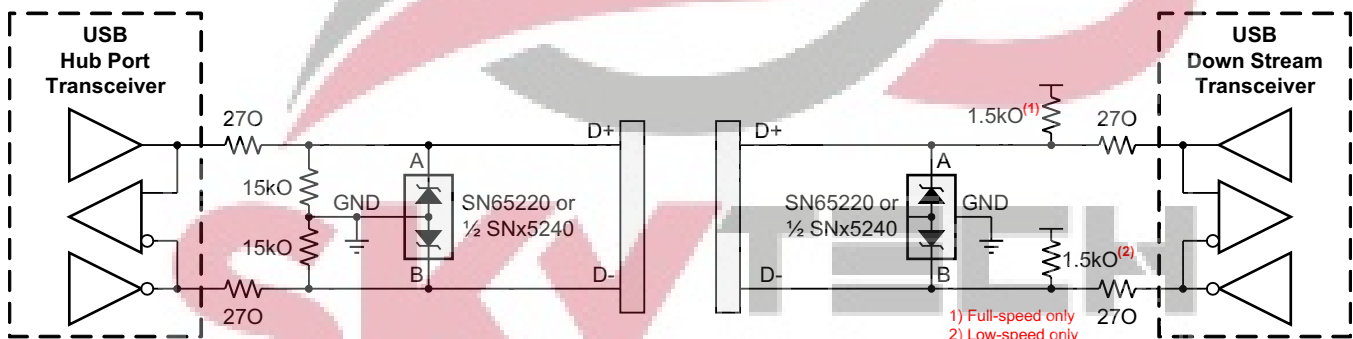 USB
Hub Port
Transceiver
27O
15kO
15kO
27O
GND
A
B
SN65220 or
½ SNx5240
D+
D-
D+
D-
SN65220 or
½ SNx5240
A
B
GND
1.5kO(1)
1.5kO(2)
27O
27O
1) Full-speed only
2) Low-speed only
USB
Down Stream
Transceiver
SKYTECH